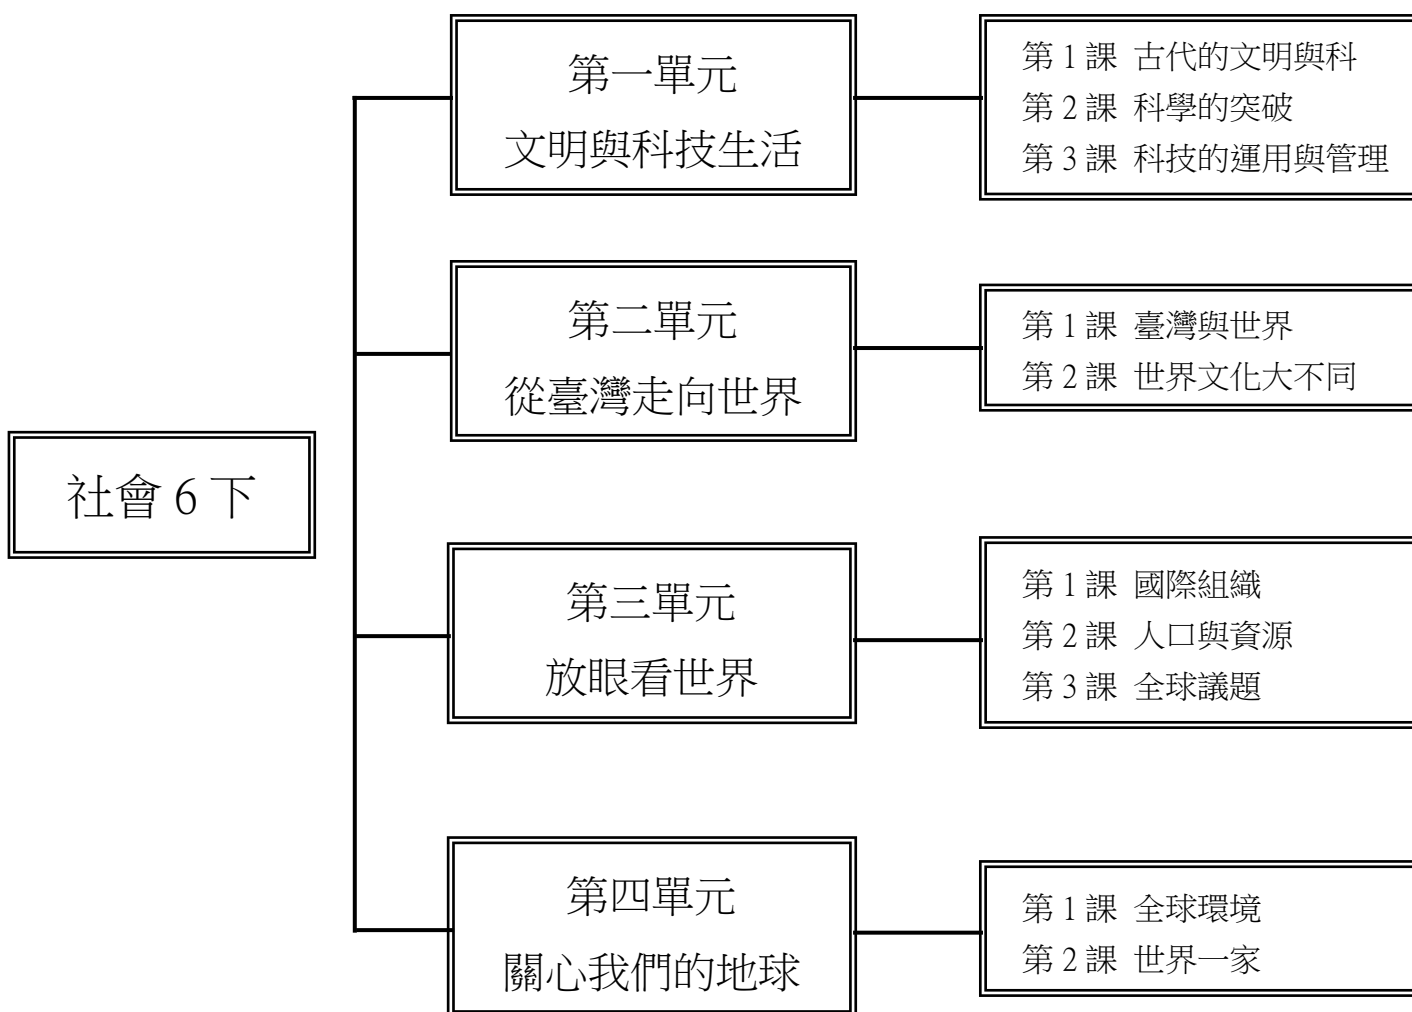 社會 6 下
第一單元
文明與科技生活
第 1 課 古代的文明與科
第 2 課 科學的突破
第 3 課 科技的運用與管理
第二單元
從臺灣走向世界
第 1 課 臺灣與世界
第 2 課 世界文化大不同
第三單元
放眼看世界
第 1 課 國際組織
第 2 課 人口與資源
第 3 課 全球議題
第四單元
關心我們的地球
第 1 課 全球環境
第 2 課 世界一家